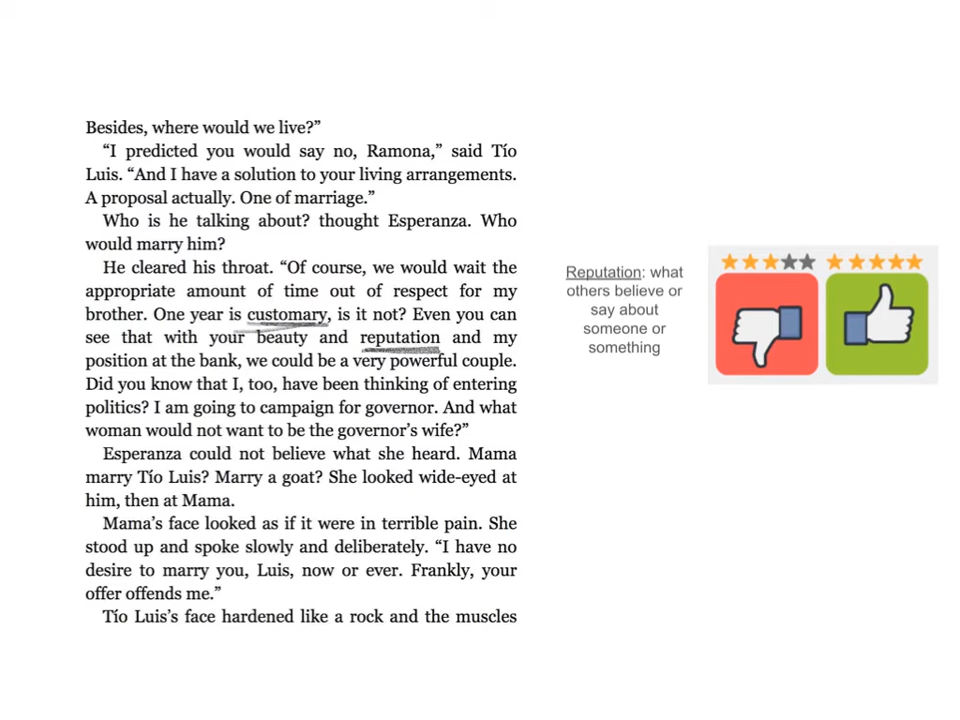 Besides, where would we live?”
“I predicted you would say no, Ramona,” said Tío
Luis. “And I have a solution to your living arrangements.
A proposal actually. One of marriage.”
Who is he talking about? thought Esperanza. Who
would marry him?
He cleared his throat. “Of course, we would wait the
appropriate amount of time out of respect for my
brother. One year is customary, is it not? Even you can
see that with your beauty and reputation and my
position at the bank, we could be a very powerful couple.
Did you know that I, too, have been thinking of entering
politics? I am going to campaign for governor. And what
woman would not want to be the governor’s wife?”
Esperanza could not believe what she heard. Mama
marry Tío Luis? Marry a goat? She looked wide-eyed at
him, then at Mama.
Mama’s face looked as if it were in terrible pain. She
stood up and spoke slowly and deliberately. “I have no
desire to marry you, Luis, now or ever. Frankly, your
offer offends me.”
Tío Luis’s face hardened like a rock and the muscles
Reputation: what
others believe or
say about
someone or
something